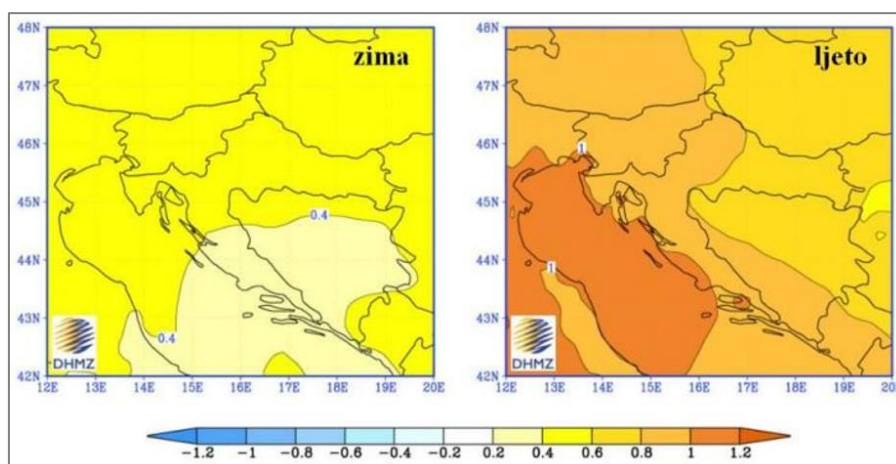 zima
48N
47N
46N
45N
44N
43N
42N
12E 13E 14E 15E 16E 17E 18E 19E 20E
0.4
0.4
DHMZ
ljeto
48N
47N
46N
45N
44N
43N
42N
12E 13E 14E 15E 16E 17E 18E 19E 20
1
1
DHMZ
-1.2 -1 -0.8 -0.6 -0.4 -0.2 0.2 0.4 0.6 0.8 1 1.2